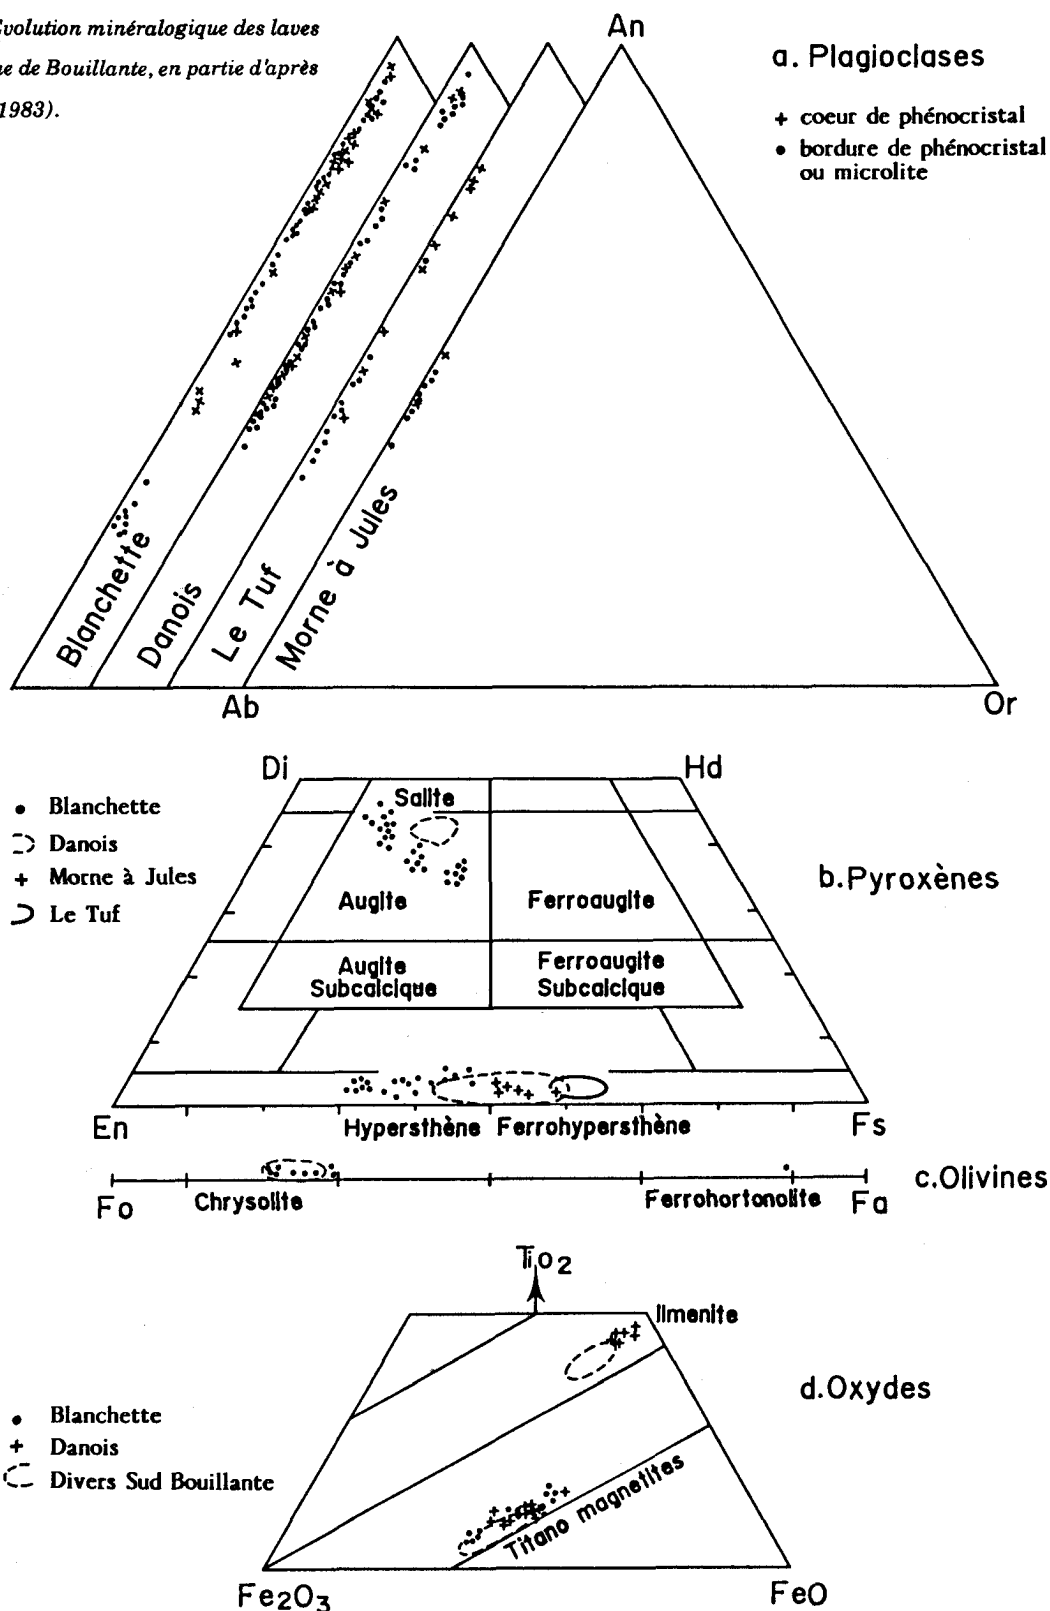 volution minéralogique des laves
ue de Bouillante, en partie d'après
1983).
An
a. Plagioclases
+ coeur de phénocristal
• bordure de phénocristal
ou microlite
Blanchette
Danois
Le Tuf
Morne à Jules
Ab
Or
Di
Hd
• Blanchette
Danois
+ Morne à Jules
Le Tuf
Salite
b. Pyroxènes
Augite
Ferroaugite
Augite
Subcalcique
Ferroaugite
Subcalcique
En
Hypersthène
Ferrohypersthène
Fs
c. Olivines
Fo
Chrysolite
Ferrohortonolite
Fa
TiO2
Ilmenite
d. Oxydes
• Blanchette
+ Danois
Divers Sud Bouillante
Titano magnetites
Fe2O3
FeO